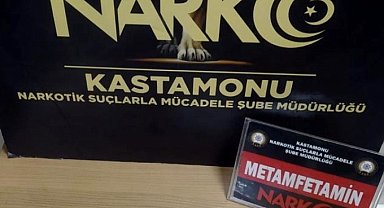 NARKO
KASTAMONU
NARKOTİK SUÇLARLA MÜCADELE ŞUBE MÜDÜRLÜĞÜ
KASTAMONU
NARKOTİK SUÇLARLA MÜCADELE
ŞUBE MÜDÜRLÜĞÜ
METAMFETAMİN
NARKO